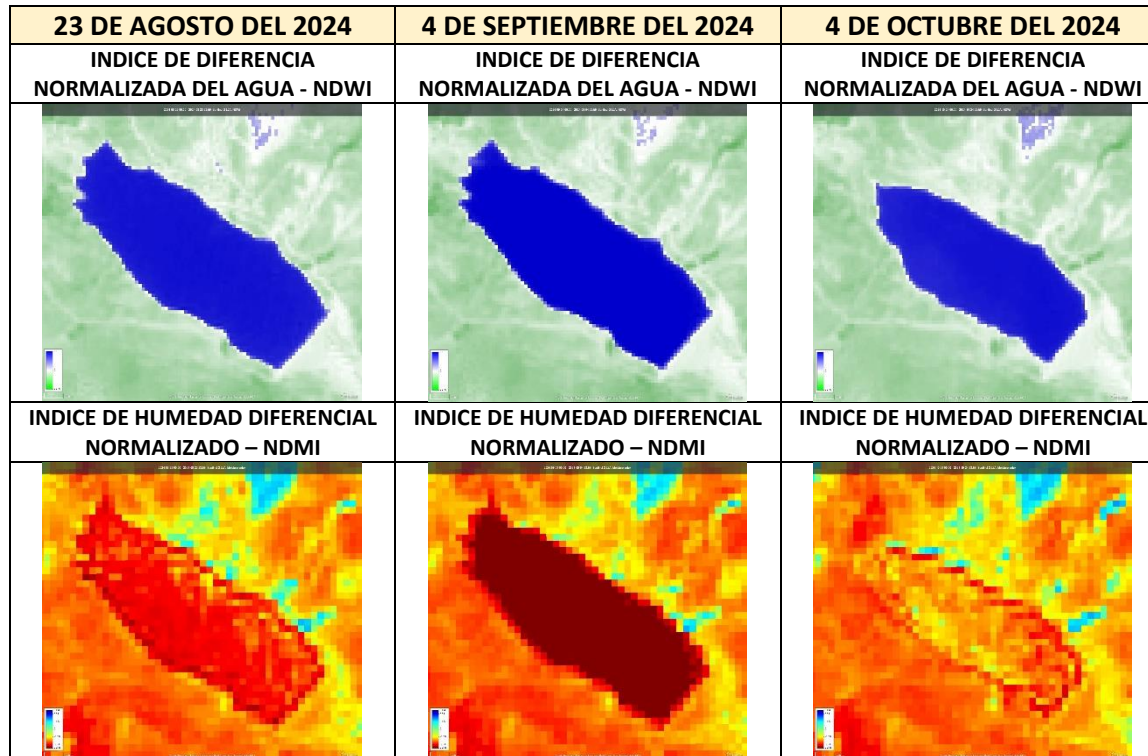 23 DE AGOSTO DEL 2024
4 DE SEPTIEMBRE DEL 2024
4 DE OCTUBRE DEL 2024
INDICE DE DIFERENCIA
NORMALIZADA DEL AGUA - NDWI
INDICE DE DIFERENCIA
NORMALIZADA DEL AGUA - NDWI
INDICE DE DIFERENCIA
NORMALIZADA DEL AGUA - NDWI
INDICE DE HUMEDAD DIFERENCIAL
NORMALIZADO – NDMI
INDICE DE HUMEDAD DIFERENCIAL
NORMALIZADO – NDMI
INDICE DE HUMEDAD DIFERENCIAL
NORMALIZADO – NDMI